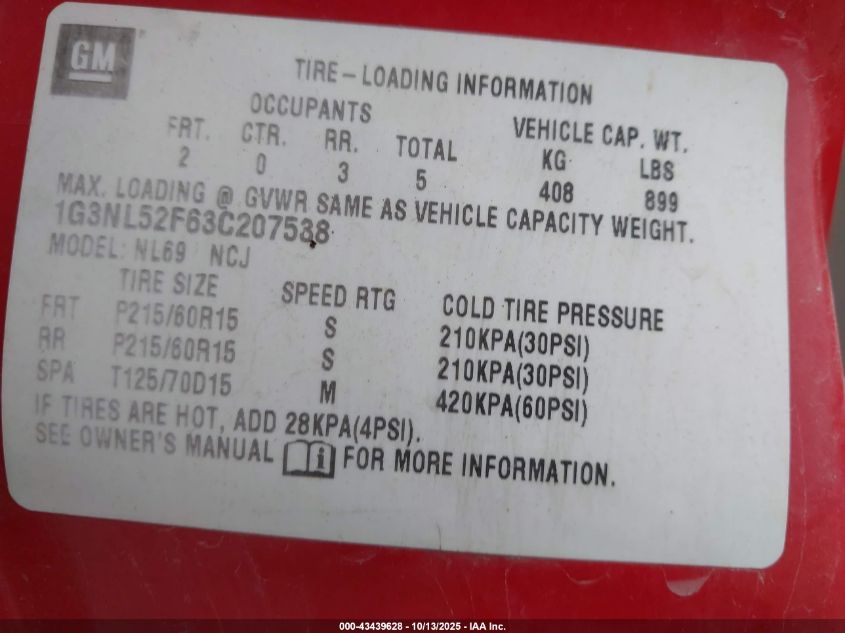 GM
TIRE-LOADING INFORMATION
OCCUPANTS VEHICLE CAP. WT.
FRT. CTR. RR. TOTAL KG LBS
2 0 3 5 408 899
MAX. LOADING @ GVWR SAME AS VEHICLE CAPACITY WEIGHT.
1G3NL52F63C207538
MODEL: NL69 NCJ
TIRE SIZE SPEED RTG COLD TIRE PRESSURE
FRT P215/60R15 S 210KPA(30PSI)
RR P215/60R15 S 210KPA(30PSI)
SPA T125/70D15 M 420KPA(60PSI)
IF TIRES ARE HOT, ADD 28KPA(4PSI).
SEE OWNER'S MANUAL i FOR MORE INFORMATION.
000-43439628 - 10/13/2025 - IAA Inc.